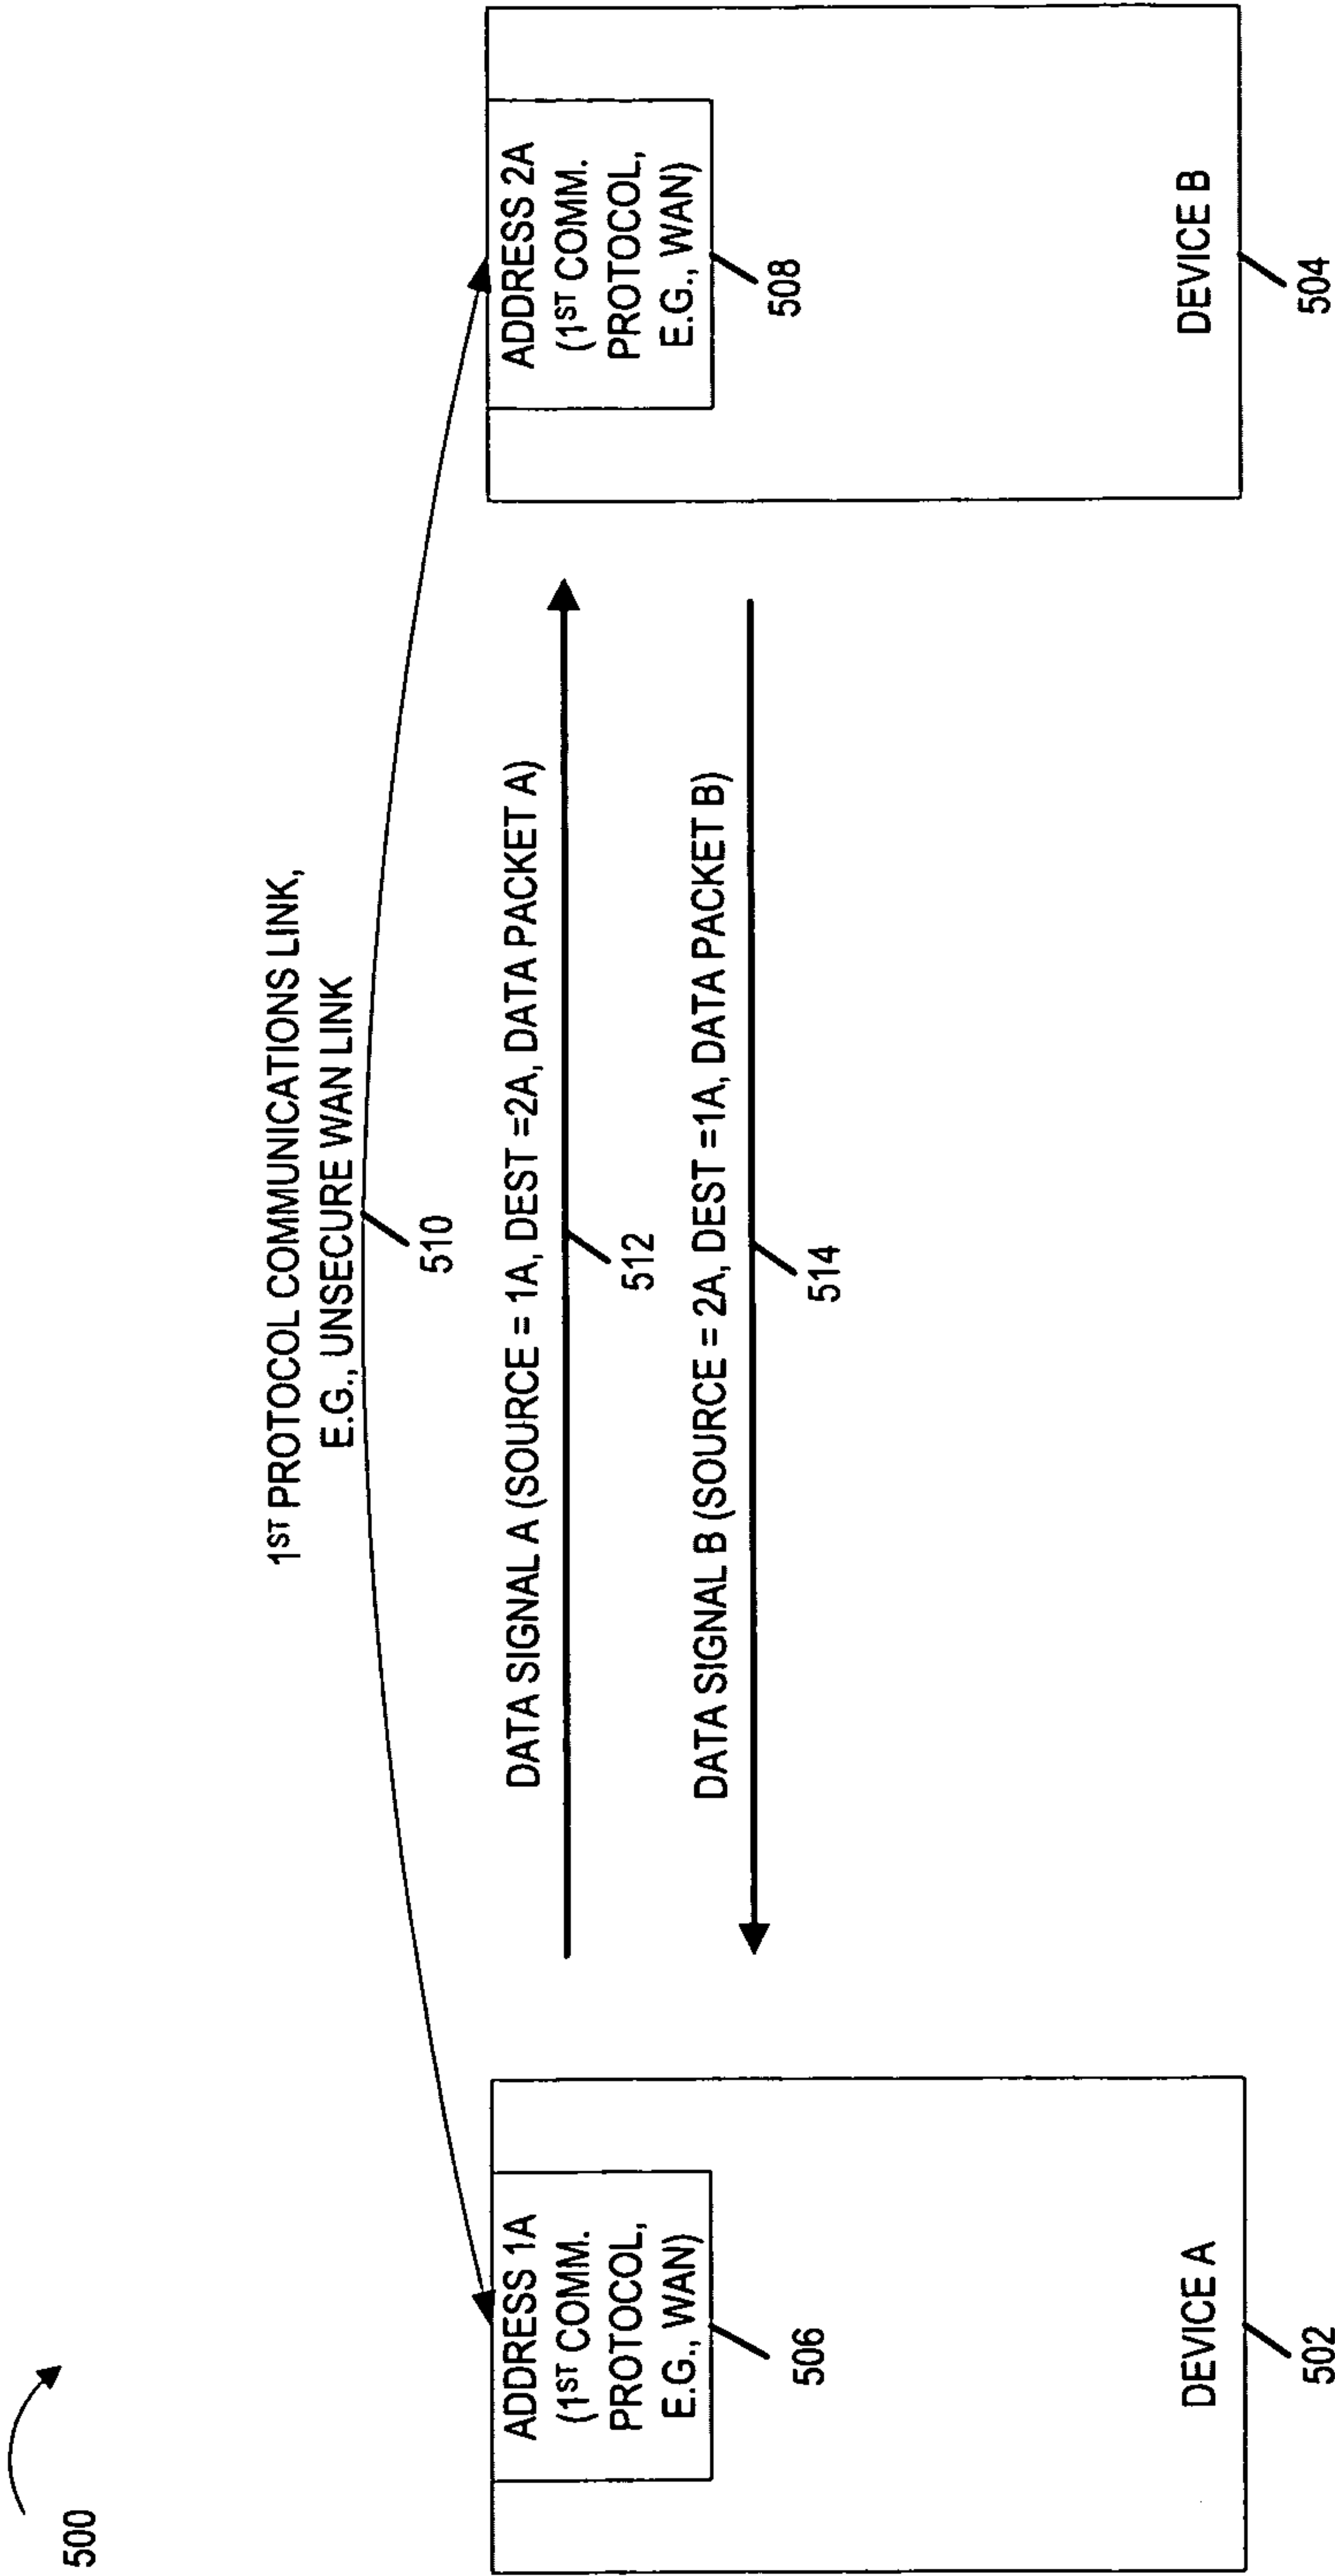 500
1ST PROTOCOL COMMUNICATIONS LINK,
E.G., UNSECURE WAN LINK
510
ADDRESS 1A
(1ST COMM.
PROTOCOL,
E.G., WAN)
506
DEVICE A
502
DATA SIGNAL A (SOURCE = 1A, DEST =2A, DATA PACKET A)
512
DATA SIGNAL B (SOURCE = 2A, DEST =1A, DATA PACKET B)
514
ADDRESS 2A
(1ST COMM.
PROTOCOL,
E.G., WAN)
508
DEVICE B
504